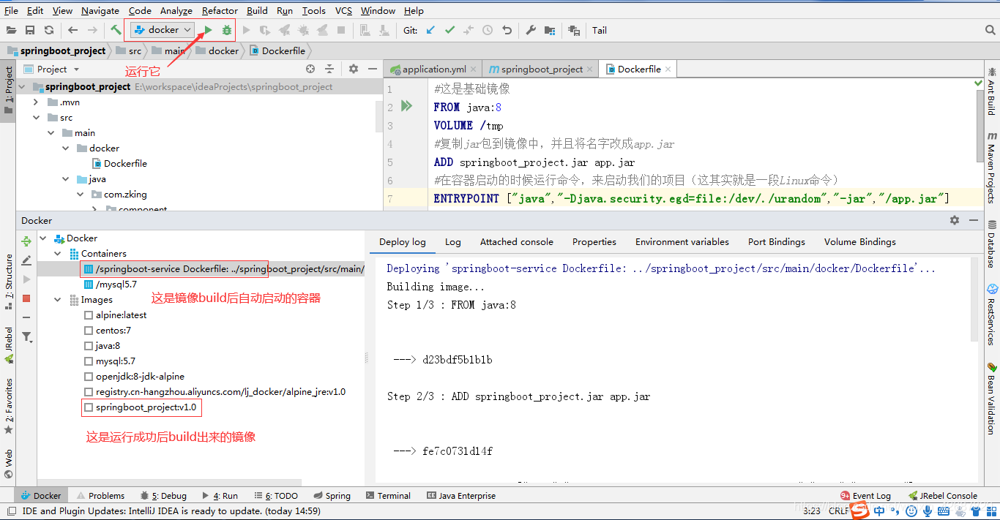 File Edit View Navigate Code Analyze Refactor Build Run Tools VCS Window Help
docker Git: Tail
springboot_project src main docker Dockerfile
运行它
1: Project
Project
springboot_project E:\workspace\ideaProjects\springboot_project
.mvn
src
main
docker
Dockerfile
java
com.zking
component
application.yml springboot_project Dockerfile
1 #这是基础镜像
2 FROM java:8
3 VOLUME /tmp
4 #复制jar包到镜像中，并且将名字改成app.jar
5 ADD springboot_project.jar app.jar
6 #在容器启动的时候运行命令，来启动我们的项目（这其实就是一段Linux命令）
7 ENTRYPOINT ["java","-Djava.security.egd=file:/dev/./urandom","-jar","/app.jar"]
Ant Build
Maven Projects
Database
RestServices
Bean Validation
Docker
7: Structure
JRebel
2: Favorites
Web
Docker
Containers
/springboot-service Dockerfile: ../springboot_project/src/main/
/mysql5.7
这是镜像build后自动启动的容器
Images
alpine:latest
centos:7
java:8
mysql:5.7
openjdk:8-jdk-alpine
registry.cn-hangzhou.aliyuncs.com/lj_docker/alpine_jre:v1.0
springboot_project:v1.0
这是运行成功后build出来的镜像
Deploy log Log Attached console Properties Environment variables Port Bindings Volume Bindings
Deploying 'springboot-service Dockerfile: ../springboot_project/src/main/docker/Dockerfile'...
Building image...
Step 1/3 : FROM java:8
---> d23bdf5b1b1b
Step 2/3 : ADD springboot_project.jar app.jar
---> fe7c0731d14f
Docker Problems 5: Debug 4: Run 6: TODO Spring Terminal Java Enterprise 9+ Event Log JRebel Console
IDE and Plugin Updates: IntelliJ IDEA is ready to update. (today 14:59) 3:23 CRLF 中